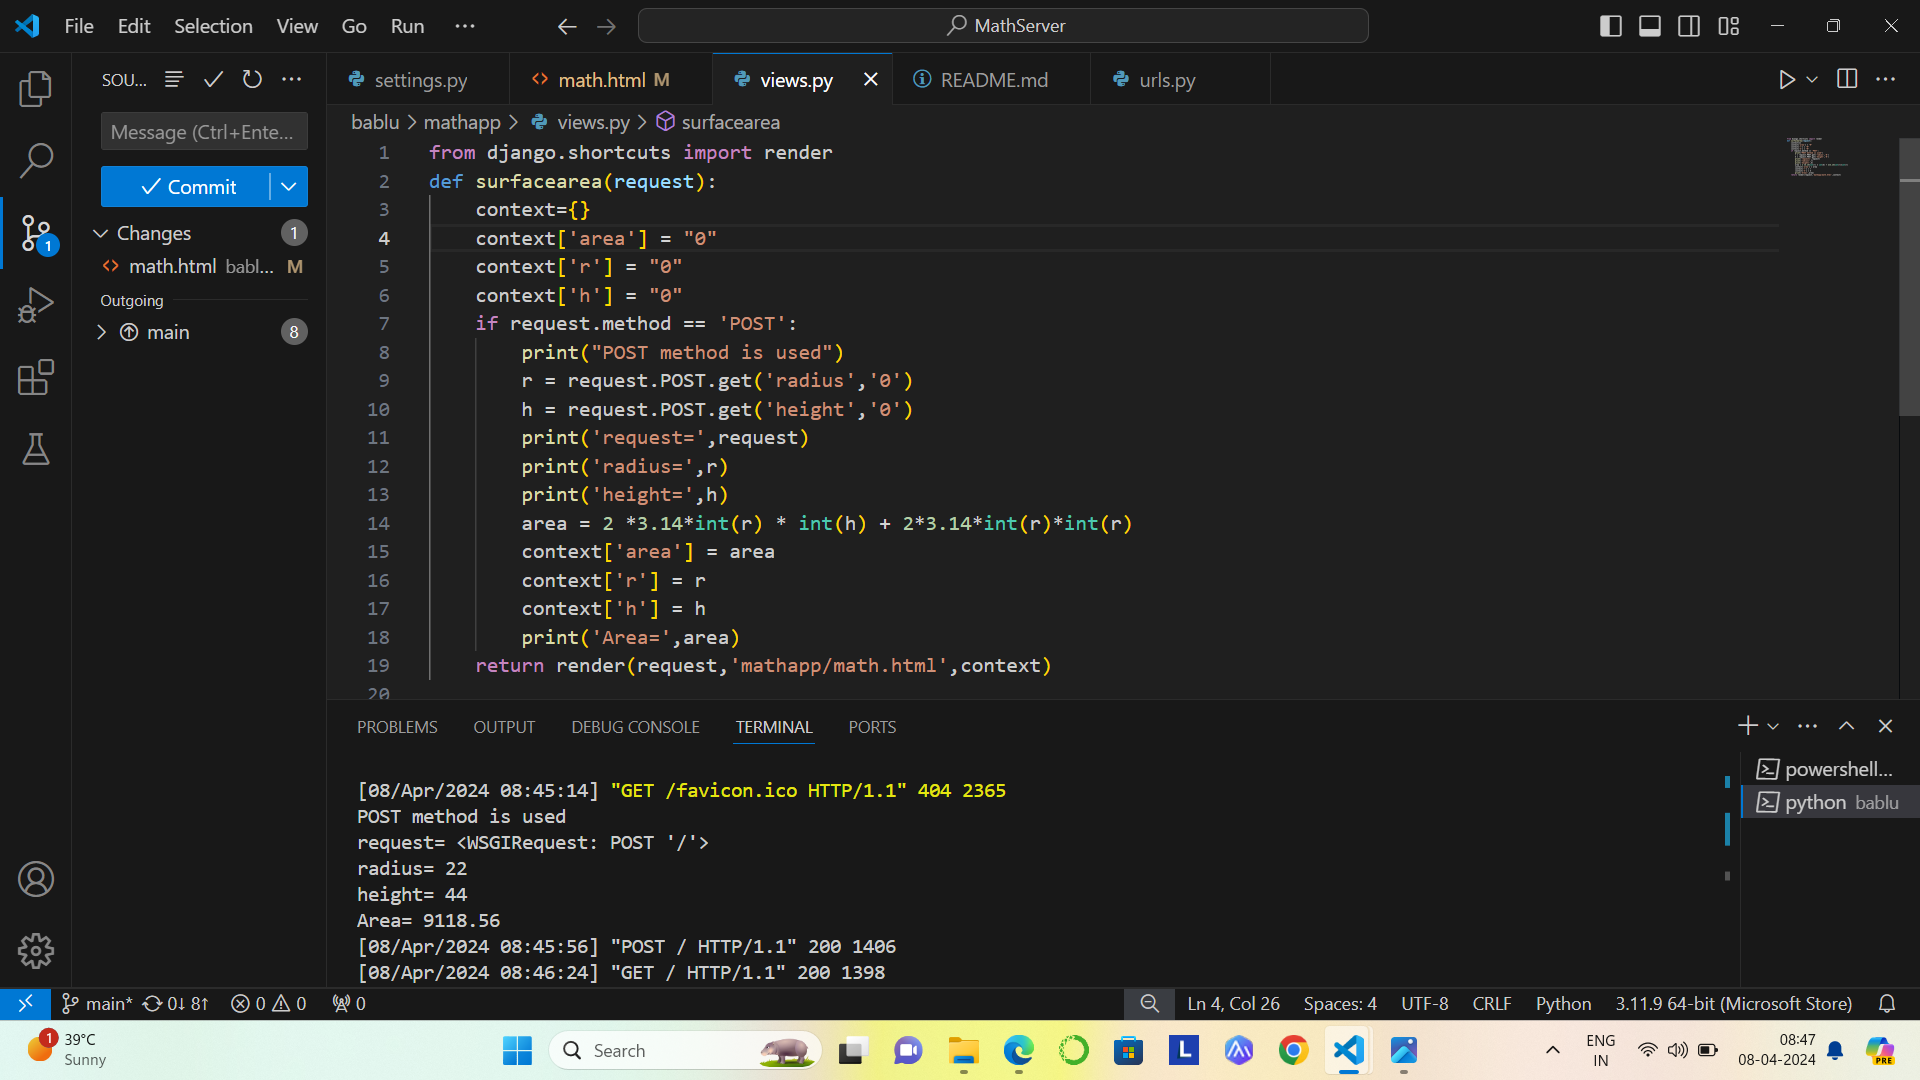 File Edit Selection View Go Run ··· MathServer
SOU...
settings.py
math.html M
views.py
README.md
urls.py
bablu > mathapp > views.py > surfacearea
Message (Ctrl+Ente...
Commit
Changes 1
math.html babl... M
Outgoing
main 8
1
1 from django.shortcuts import render
2 def surfacearea(request):
3 context={}
4 context['area'] = "0"
5 context['r'] = "0"
6 context['h'] = "0"
7 if request.method == 'POST':
8 print("POST method is used")
9 r = request.POST.get('radius','0')
10 h = request.POST.get('height','0')
11 print('request=',request)
12 print('radius=',r)
13 print('height=',h)
14 area = 2 *3.14*int(r) * int(h) + 2*3.14*int(r)*int(r)
15 context['area'] = area
16 context['r'] = r
17 context['h'] = h
18 print('Area=',area)
19 return render(request,'mathapp/math.html',context)
20
PROBLEMS OUTPUT DEBUG CONSOLE TERMINAL PORTS
powershell...
python bablu
[08/Apr/2024 08:45:14] "GET /favicon.ico HTTP/1.1" 404 2365
POST method is used
request= <WSGIRequest: POST '/'>
radius= 22
height= 44
Area= 9118.56
[08/Apr/2024 08:45:56] "POST / HTTP/1.1" 200 1406
[08/Apr/2024 08:46:24] "GET / HTTP/1.1" 200 1398
main* 0↓ 8↑ 0 0 0 Ln 4, Col 26 Spaces: 4 UTF-8 CRLF Python 3.11.9 64-bit (Microsoft Store)
1
39°C
Sunny
Search
L
PRE
ENG
IN
08:47
08-04-2024